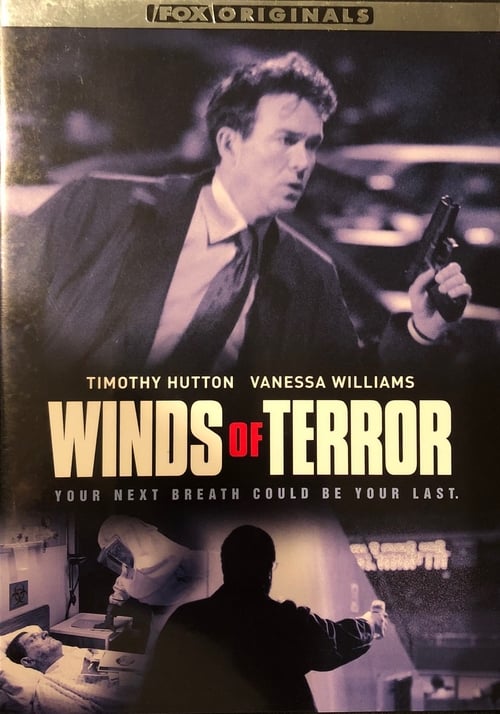 FOX ORIGINALS
TIMOTHY HUTTON VANESSA WILLIAMS
WINDS OF TERROR
YOUR NEXT BREATH COULD BE YOUR LAST.